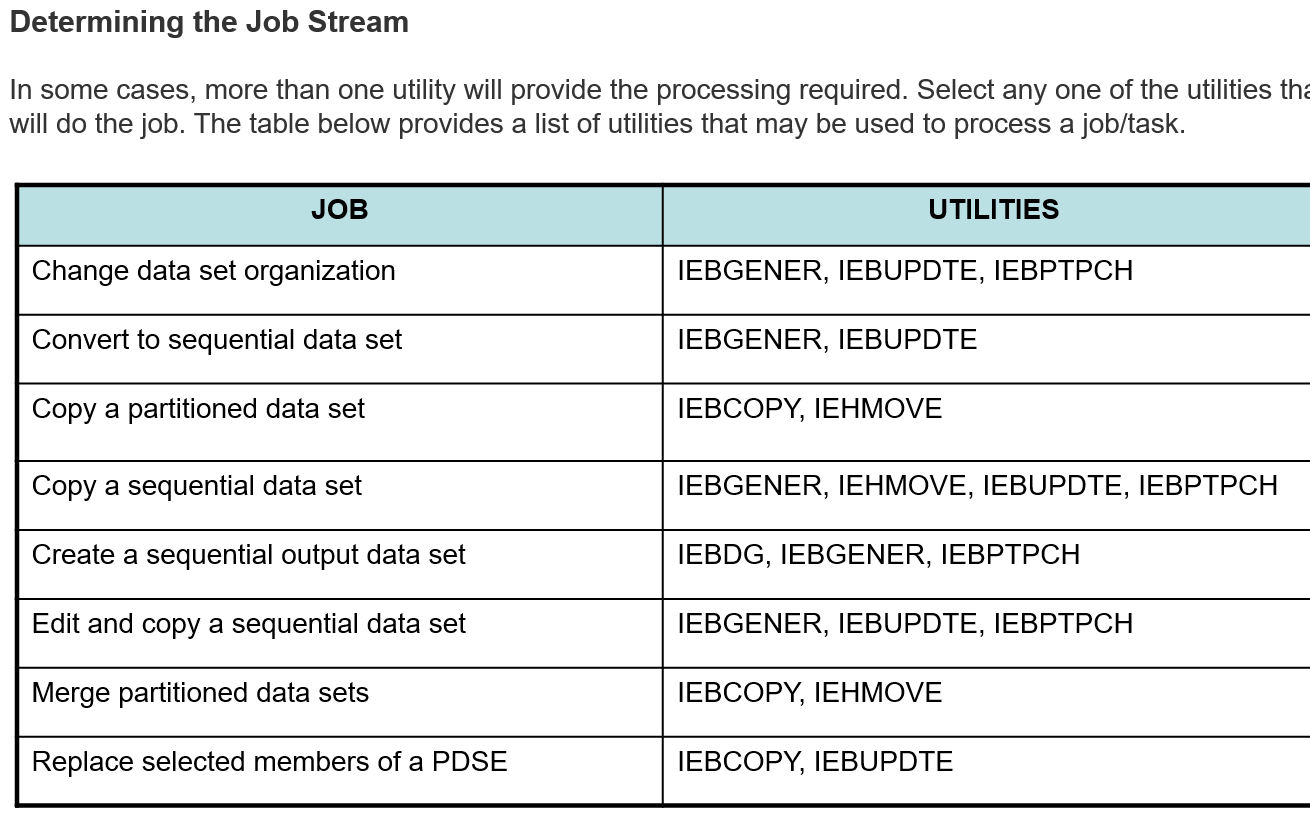 Determining the Job Stream
In some cases, more than one utility will provide the processing required. Select any one of the utilities
will do the job. The table below provides a list of utilities that may be used to process a job/task.
JOB UTILITIES
Change data set organization IEBGENER, IEBUPDTE, IEBPTPCH
Convert to sequential data set IEBGENER, IEBUPDTE
Copy a partitioned data set IEBCOPY, IEHMOVE
Copy a sequential data set IEBGENER, IEHMOVE, IEBUPDTE, IEBPTPCH
Create a sequential output data set IEBDG, IEBGENER, IEBPTPCH
Edit and copy a sequential data set IEBGENER, IEBUPDTE, IEBPTPCH
Merge partitioned data sets IEBCOPY, IEHMOVE
Replace selected members of a PDSE IEBCOPY, IEBUPDTE